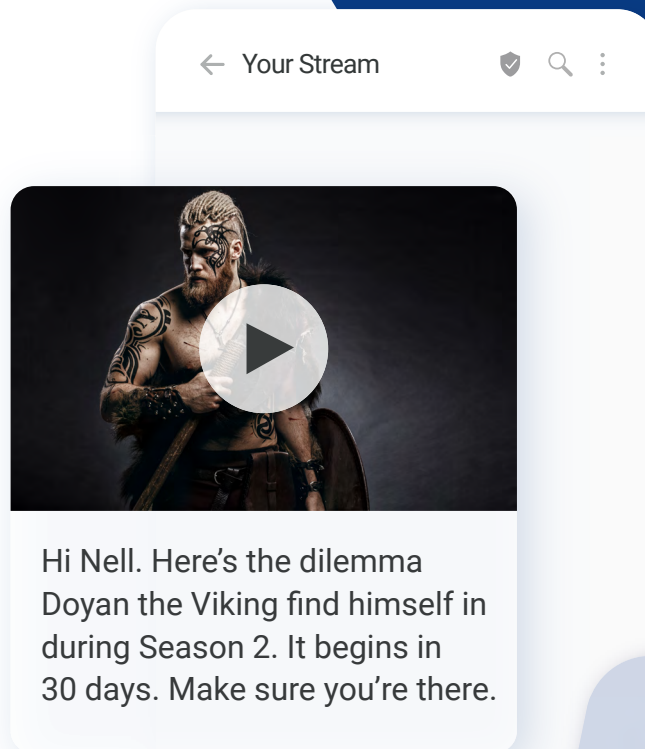 Your Stream
Hi Nell. Here’s the dilemma
Doyan the Viking find himself in
during Season 2. It begins in
30 days. Make sure you’re there.